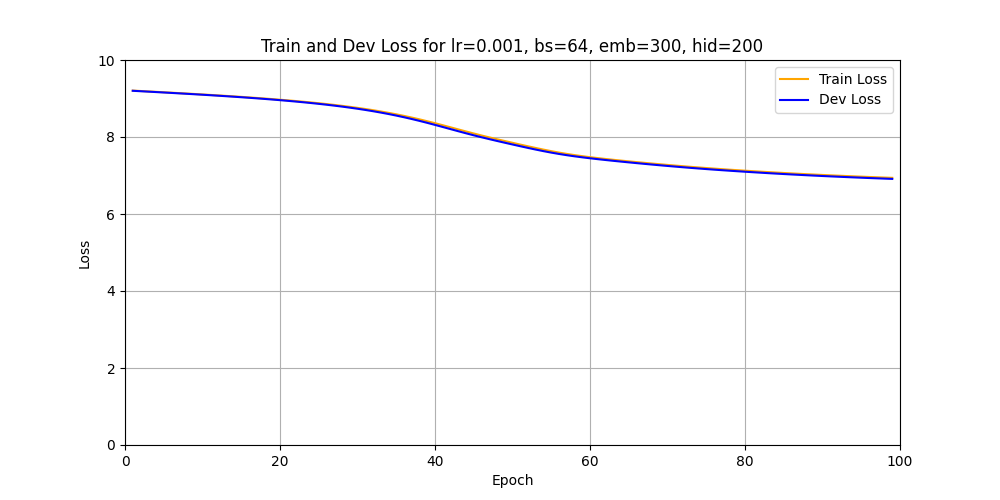 Train and Dev Loss for lr=0.001, bs=64, emb=300, hid=200
Train Loss
Dev Loss
Loss
10
8
6
4
2
0
0 20 40 60 80 100
Epoch